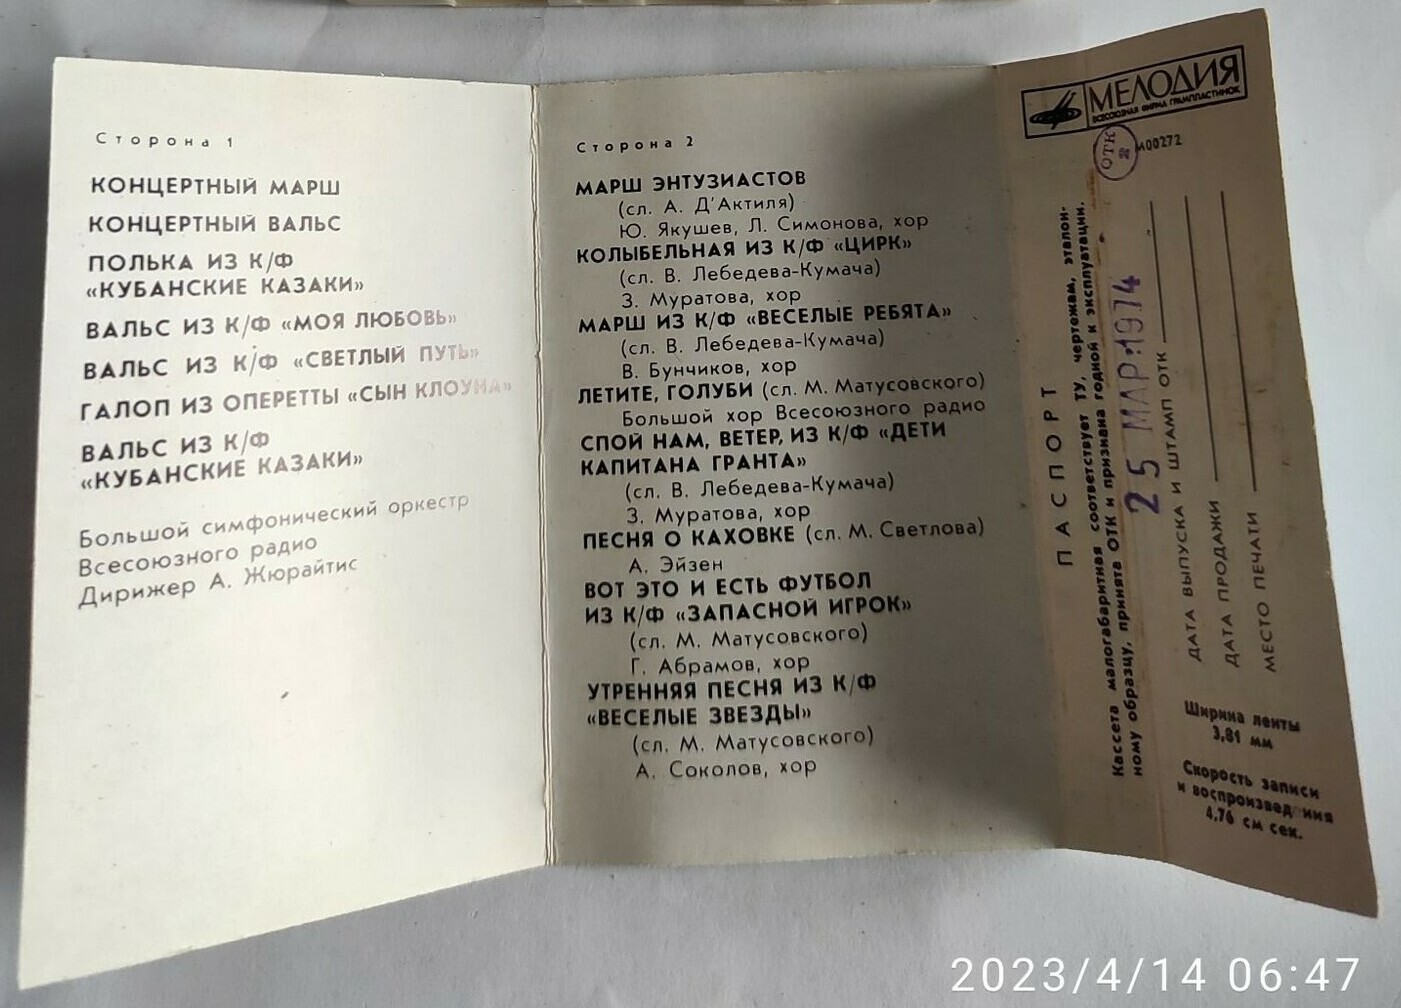 Сторона 1
КОНЦЕРТНЫЙ МАРШ
КОНЦЕРТНЫЙ ВАЛЬС
ПОЛЬКА ИЗ К/Ф
«КУБАНСКИЕ КАЗАКИ»
ВАЛЬС ИЗ К/Ф «МОЯ ЛЮБОВЬ»
ВАЛЬС ИЗ К/Ф «СВЕТЛЫЙ ПУТЬ»
ГАЛОП ИЗ ОПЕРЕТТЫ «СЫН КЛОУНА»
ВАЛЬС ИЗ К/Ф
«КУБАНСКИЕ КАЗАКИ»
Большой симфонический оркестр
Всесоюзного радио
Дирижер А. Жюрайтис
Сторона 2
МАРШ ЭНТУЗИАСТОВ
(сл. А. Д'Актиля)
Ю. Якушев, Л. Симонова, хор
КОЛЫБЕЛЬНАЯ ИЗ К/Ф «ЦИРК»
(сл. В. Лебедева-Кумача)
З. Муратова, хор
МАРШ ИЗ К/Ф «ВЕСЕЛЫЕ РЕБЯТА»
(сл. В. Лебедева-Кумача)
В. Бунчиков, хор
ЛЕТИТЕ, ГОЛУБИ (сл. М. Матусовского)
Большой хор Всесоюзного радио
СПОЙ НАМ, ВЕТЕР, ИЗ К/Ф «ДЕТИ
КАПИТАНА ГРАНТА»
(сл. В. Лебедева-Кумача)
З. Муратова, хор
ПЕСНЯ О КАХОВКЕ (сл. М. Светлова)
А. Эйзен
ВОТ ЭТО И ЕСТЬ ФУТБОЛ
ИЗ К/Ф «ЗАПАСНОЙ ИГРОК»
(сл. М. Матусовского)
Г. Абрамов, хор
УТРЕННЯЯ ПЕСНЯ ИЗ К/Ф
«ВЕСЕЛЫЕ ЗВЕЗДЫ»
(сл. М. Матусовского)
А. Соколов, хор
МЕЛОДИЯ
ВСЕСОЮЗНАЯ ФИРМА ГРАМПЛАСТИНОК
ОТК
2
М00272
ПАСПОРТ
Кассета малогабаритная соответствует ТУ, чертежам, эталон-
ному образцу, принята ОТК и признана годной к эксплуатации.
25 МАР.1974
ДАТА ВЫПУСКА И ШТАМП ОТК
ДАТА ПРОДАЖИ
МЕСТО ПЕЧАТИ
Ширина ленты
3,81 мм
Скорость записи
и воспроизведения
4,76 см сек.
2023/4/14 06:47